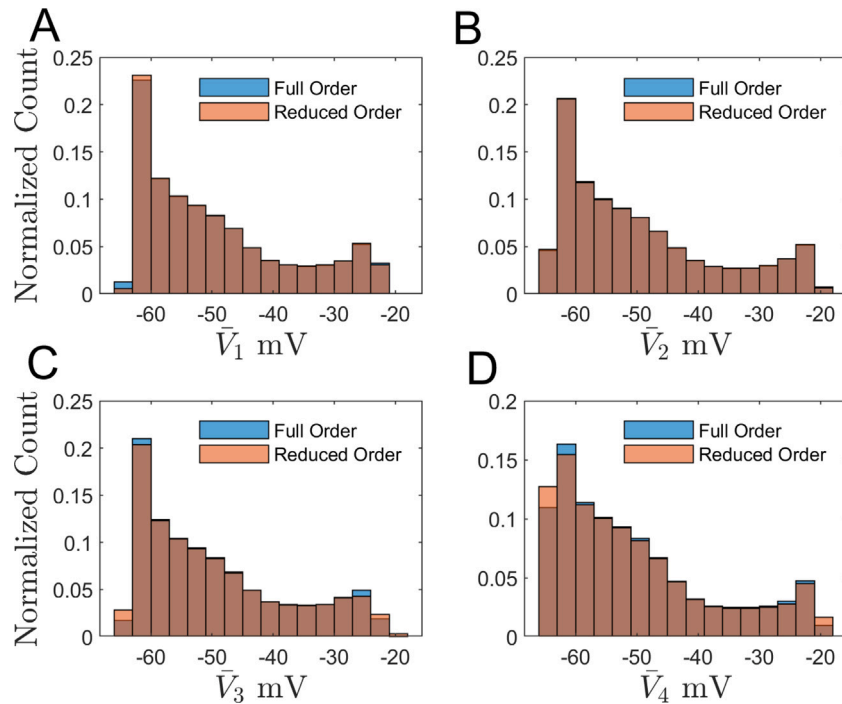 A
0.25
0.2
0.15
0.1
0.05
0
Normalized Count
Full Order
Reduced Order
-60 -50 -40 -30 -20
V̄₁ mV
B
0.25
0.2
0.15
0.1
0.05
0
Full Order
Reduced Order
-60 -50 -40 -30 -20
V̄₂ mV
C
0.25
0.2
0.15
0.1
0.05
0
Normalized Count
Full Order
Reduced Order
-60 -50 -40 -30 -20
V̄₃ mV
D
0.2
0.15
0.1
0.05
0
Full Order
Reduced Order
-60 -50 -40 -30 -20
V̄₄ mV